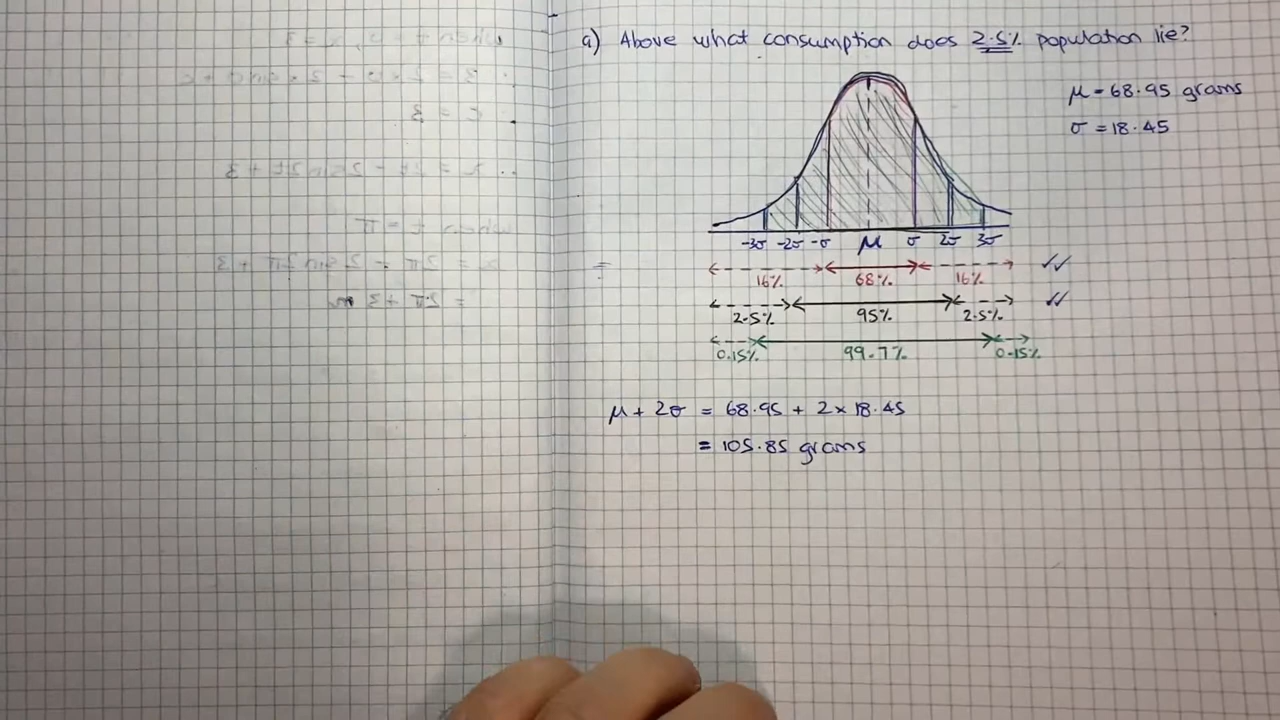 a) Above what consumption does 2.5% population lie?
μ = 68.95 grams
σ = 18.45
-3σ -2σ -σ μ σ 2σ 3σ
16% 68% 16%
2.5% 95% 2.5%
0.15% 99.7% 0.15%
μ + 2σ = 68.95 + 2 × 18.45
= 105.85 grams